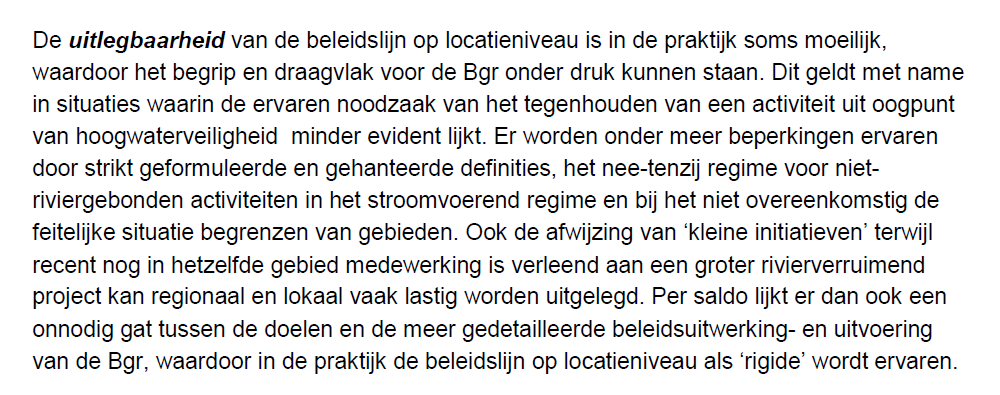 De uitlegbaarheid van de beleidslijn op locatieniveau is in de praktijk soms moeilijk,
waardoor het begrip en draagvlak voor de Bgr onder druk kunnen staan. Dit geldt met name
in situaties waarin de ervaren noodzaak van het tegenhouden van een activiteit uit oogpunt
van hoogwaterveiligheid  minder evident lijkt. Er worden onder meer beperkingen ervaren
door strikt geformuleerde en gehanteerde definities, het nee-tenzij regime voor niet-
riviergebonden activiteiten in het stroomvoerend regime en bij het niet overeenkomstig de
feitelijke situatie begrenzen van gebieden. Ook de afwijzing van ‘kleine initiatieven’ terwijl
recent nog in hetzelfde gebied medewerking is verleend aan een groter rivierverruimend
project kan regionaal en lokaal vaak lastig worden uitgelegd. Per saldo lijkt er dan ook een
onnodig gat tussen de doelen en de meer gedetailleerde beleidsuitwerking- en uitvoering
van de Bgr, waardoor in de praktijk de beleidslijn op locatieniveau als ‘rigide’ wordt ervaren.